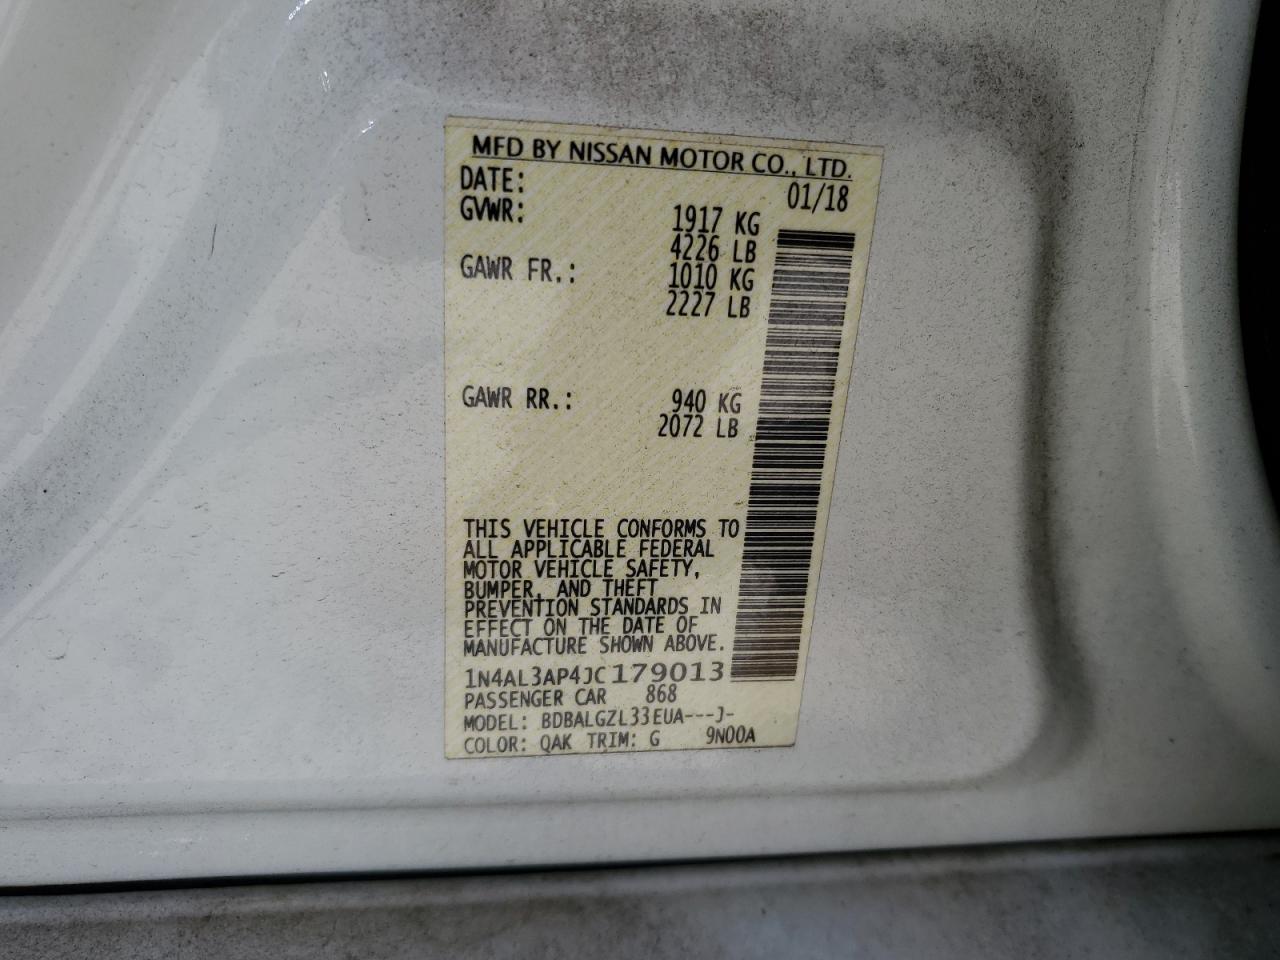 MFD BY NISSAN MOTOR CO., LTD.
DATE: 01/18
GVWR: 1917 KG
4226 LB
GAWR FR.: 1010 KG
2227 LB
GAWR RR.: 940 KG
2072 LB
THIS VEHICLE CONFORMS TO
ALL APPLICABLE FEDERAL
MOTOR VEHICLE SAFETY,
BUMPER, AND THEFT
PREVENTION STANDARDS IN
EFFECT ON THE DATE OF
MANUFACTURE SHOWN ABOVE.
1N4AL3AP4JC179013
PASSENGER CAR 868
MODEL: BDBALGZL33EUA---J-
COLOR: QAK TRIM: G 9N00A